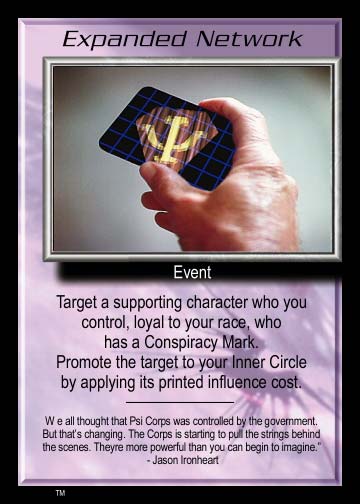 Expanded Network
Event
Target a supporting character who you
control, loyal to your race, who
has a Conspiracy Mark.
Promote the target to your Inner Circle
by applying its printed influence cost.
W e all thought that Psi Corps was controlled by the government.
But that's changing. The Corps is starting to pull the strings behind
the scenes. Theyre more powerful than you can begin to imagine."
- Jason Ironheart
TM